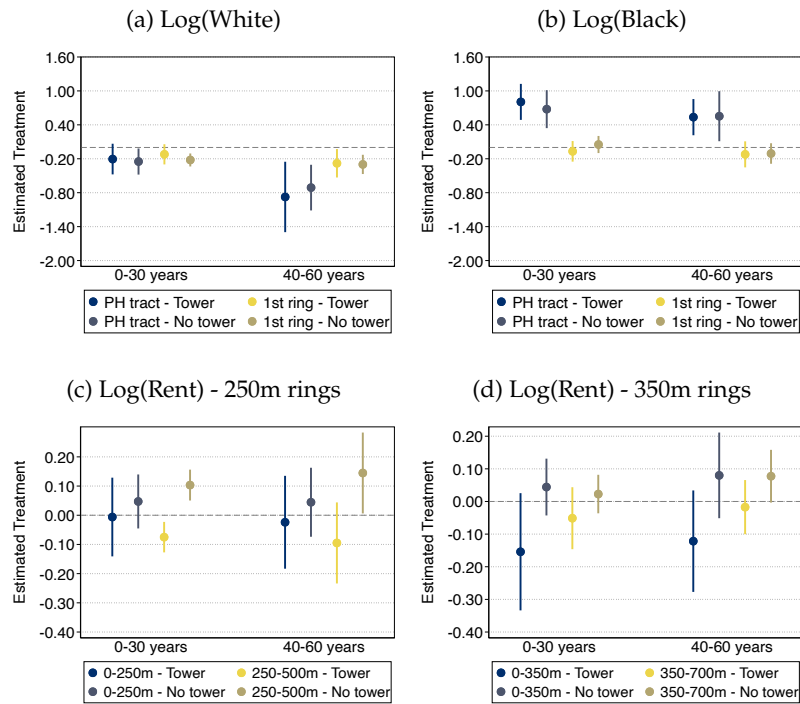 (a) Log(White)
Estimated Treatment
1.60
1.00
0.40
-0.20
-0.80
-1.40
-2.00
0-30 years 40-60 years
PH tract - Tower 1st ring - Tower
PH tract - No tower 1st ring - No tower
(b) Log(Black)
Estimated Treatment
1.60
1.00
0.40
-0.20
-0.80
-1.40
-2.00
0-30 years 40-60 years
PH tract - Tower 1st ring - Tower
PH tract - No tower 1st ring - No tower
(c) Log(Rent) - 250m rings
Estimated Treatment
0.20
0.10
0.00
-0.10
-0.20
-0.30
-0.40
0-30 years 40-60 years
0-250m - Tower 250-500m - Tower
0-250m - No tower 250-500m - No tower
(d) Log(Rent) - 350m rings
Estimated Treatment
0.20
0.10
0.00
-0.10
-0.20
-0.30
-0.40
0-30 years 40-60 years
0-350m - Tower 350-700m - Tower
0-350m - No tower 350-700m - No tower